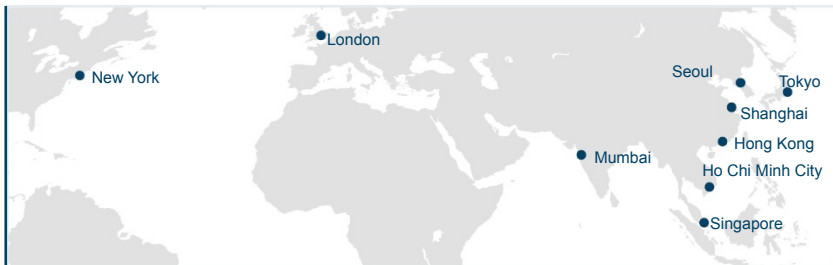 London
Seoul
New York
Tokyo
Shanghai
Hong Kong
Mumbai
Ho Chi Minh City
Singapore